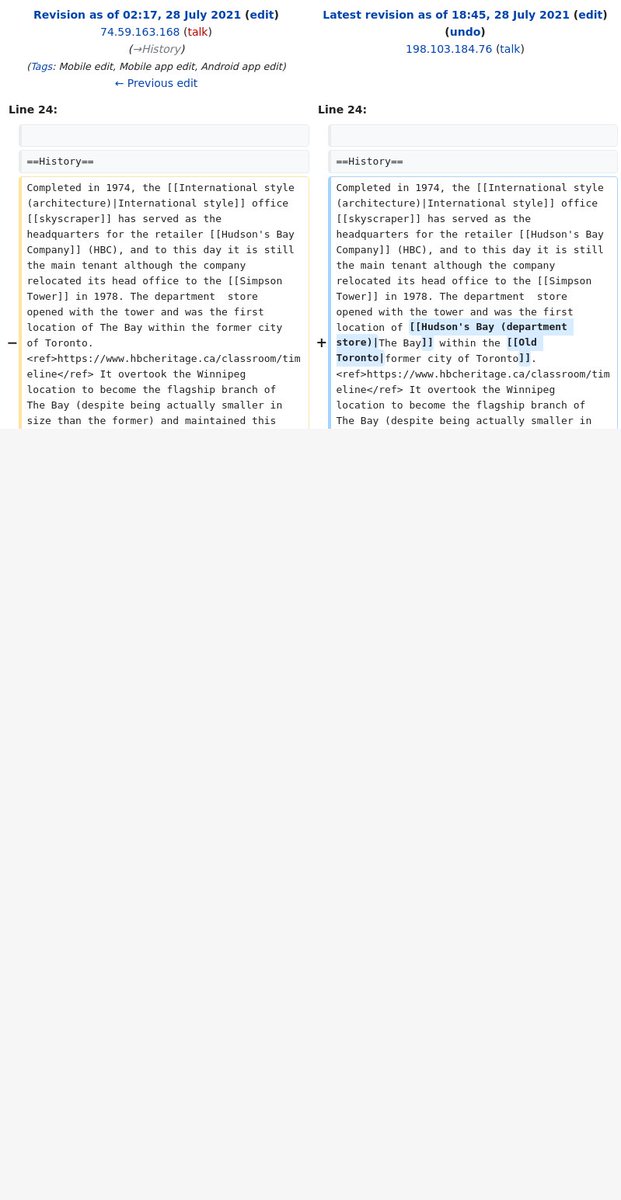 Revision as of 02:17, 28 July 2021 (edit)
74.59.163.168 (talk)
(→History)
(Tags: Mobile edit, Mobile app edit, Android app edit)
← Previous edit
Latest revision as of 18:45, 28 July 2021 (edit)
(undo)
198.103.184.76 (talk)
Line 24:
Line 24:
==History==
==History==
−
Completed in 1974, the [[International style
(architecture)|International style]] office
[[skyscraper]] has served as the
headquarters for the retailer [[Hudson's Bay
Company]] (HBC), and to this day it is still
the main tenant although the company
relocated its head office to the [[Simpson
Tower]] in 1978. The department  store
opened with the tower and was the first
location of The Bay within the former city
of Toronto.
<ref>https://www.hbcheritage.ca/classroom/tim
eline</ref> It overtook the Winnipeg
location to become the flagship branch of
The Bay (despite being actually smaller in
size than the former) and maintained this
+
Completed in 1974, the [[International style
(architecture)|International style]] office
[[skyscraper]] has served as the
headquarters for the retailer [[Hudson's Bay
Company]] (HBC), and to this day it is still
the main tenant although the company
relocated its head office to the [[Simpson
Tower]] in 1978. The department  store
opened with the tower and was the first
location of [[Hudson's Bay (department
store)|The Bay]] within the [[Old
Toronto|former city of Toronto]].
<ref>https://www.hbcheritage.ca/classroom/tim
eline</ref> It overtook the Winnipeg
location to become the flagship branch of
The Bay (despite being actually smaller in